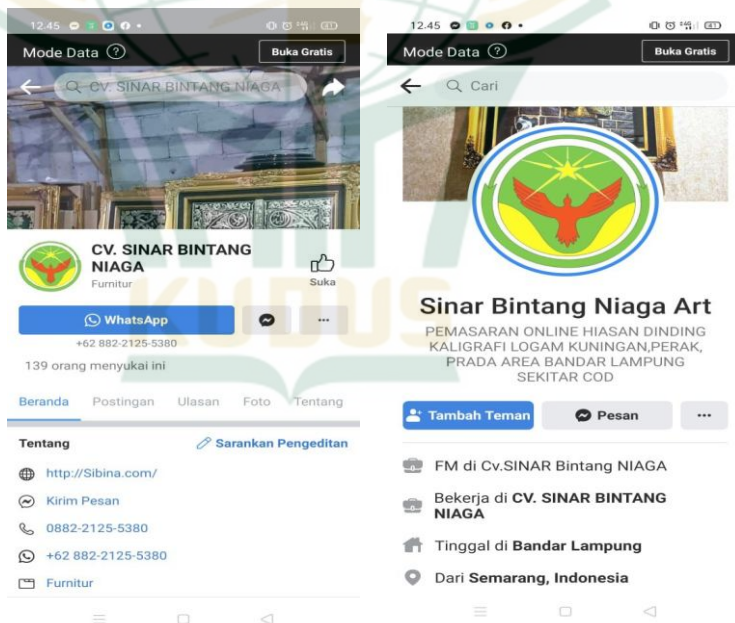 12.45
Mode Data
Buka Gratis
CV. SINAR BINTANG NIAGA
CV. SINAR BINTANG
NIAGA
Furnitur
Suka
WhatsApp
+62 882-2125-5380
139 orang menyukai ini
Beranda Postingan Ulasan Foto Tentang
Tentang
Sarankan Pengeditan
http://Sibina.com/
Kirim Pesan
0882-2125-5380
+62 882-2125-5380
Furnitur
KUDUS
12.45
Mode Data
Buka Gratis
Cari
Sinar Bintang Niaga Art
PEMASARAN ONLINE HIASAN DINDING
KALIGRAFI LOGAM KUNINGAN,PERAK,
PRADA AREA BANDAR LAMPUNG
SEKITAR COD
Tambah Teman
Pesan
FM di Cv.SINAR Bintang NIAGA
Bekerja di CV. SINAR BINTANG
NIAGA
Tinggal di Bandar Lampung
Dari Semarang, Indonesia